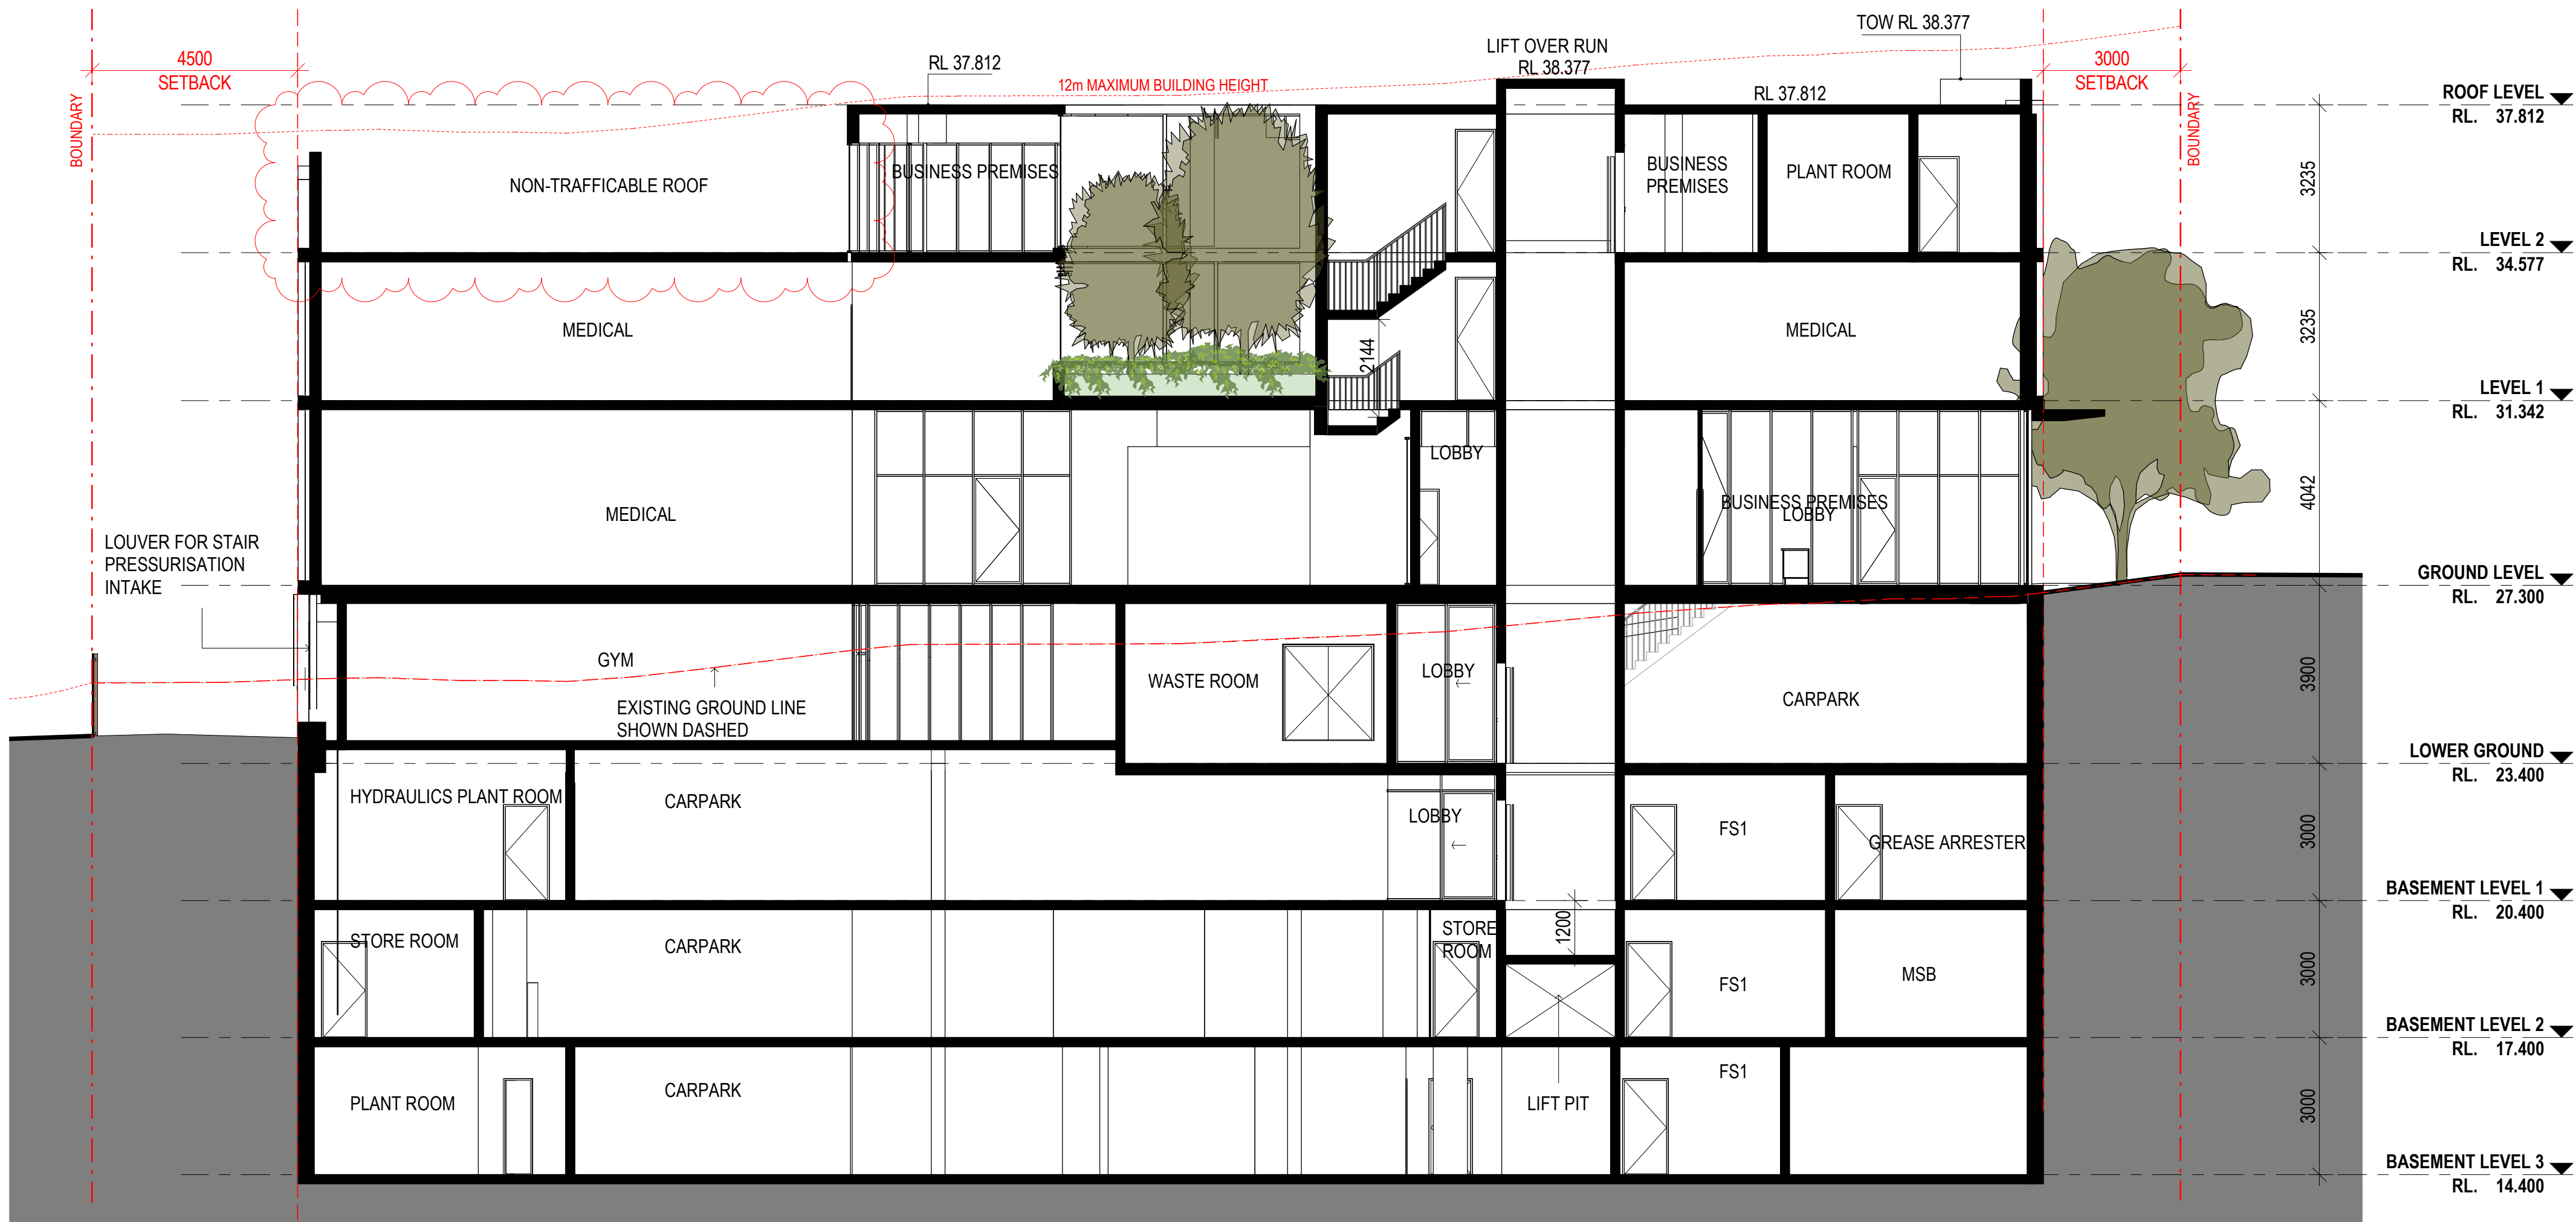 TOW RL 38.377
LIFT OVER RUN
RL 38.377
4500
SETBACK
RL 37.812
12m MAXIMUM BUILDING HEIGHT
RL 37.812
3000
SETBACK
BOUNDARY
BOUNDARY
ROOF LEVEL
RL. 37.812
NON-TRAFFICABLE ROOF
BUSINESS PREMISES
BUSINESS
PREMISES
PLANT ROOM
3235
LEVEL 2
RL. 34.577
MEDICAL
2144
MEDICAL
3235
LEVEL 1
RL. 31.342
LOBBY
MEDICAL
BUSINESS PREMISES
LOBBY
4042
LOUVER FOR STAIR
PRESSURISATION
INTAKE
GROUND LEVEL
RL. 27.300
GYM
EXISTING GROUND LINE
SHOWN DASHED
WASTE ROOM
LOBBY
CARPARK
3900
LOWER GROUND
RL. 23.400
HYDRAULICS PLANT ROOM
CARPARK
LOBBY
FS1
GREASE ARRESTER
3000
BASEMENT LEVEL 1
RL. 20.400
STORE ROOM
CARPARK
STORE
ROOM
1200
FS1
MSB
3000
BASEMENT LEVEL 2
RL. 17.400
PLANT ROOM
CARPARK
LIFT PIT
FS1
3000
BASEMENT LEVEL 3
RL. 14.400